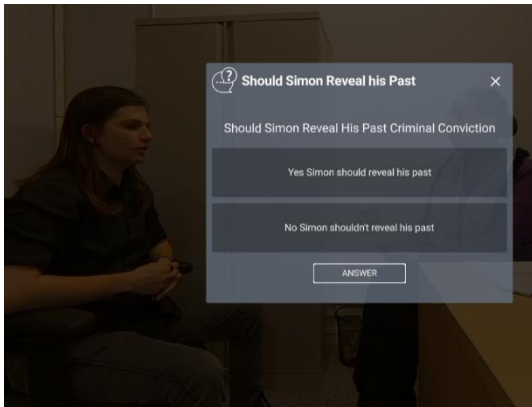 Should Simon Reveal his Past
Should Simon Reveal His Past Criminal Conviction
Yes Simon should reveal his past
No Simon shouldn't reveal his past
ANSWER